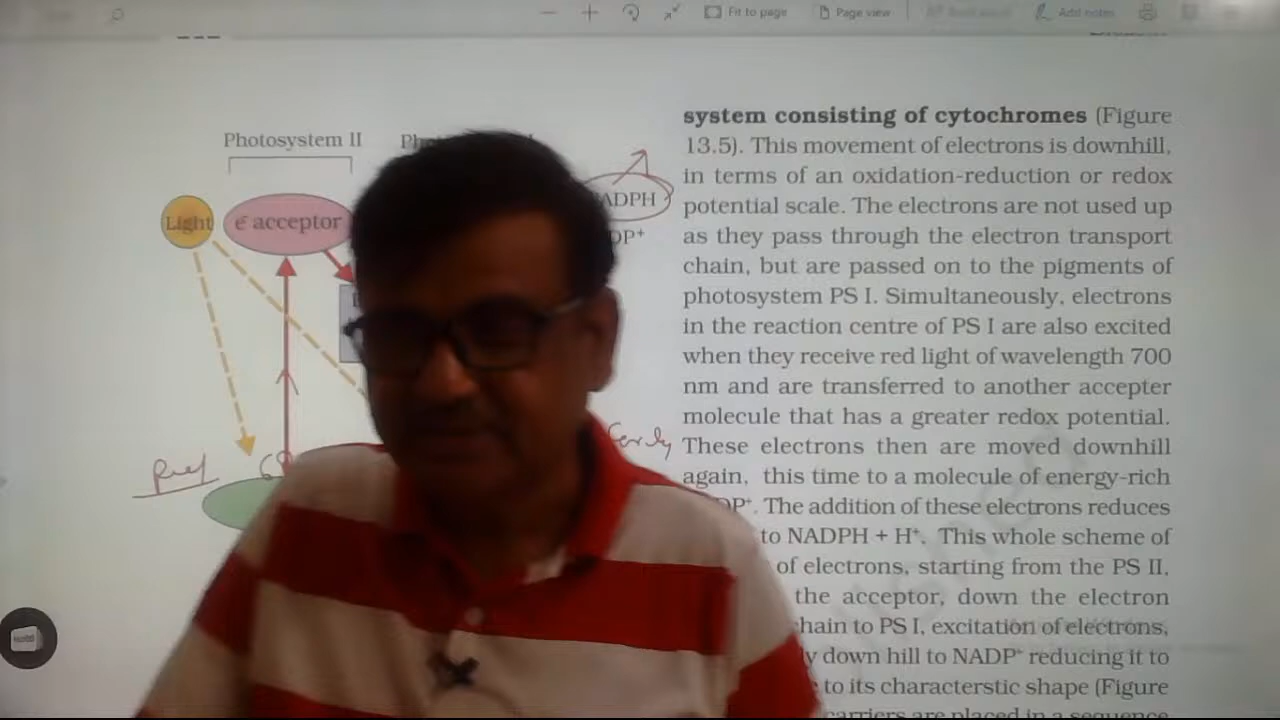 Fit to page
Page view
Add notes
Photosystem II
Light
e acceptor
NADPH
system consisting of cytochromes (Figure
13.5). This movement of electrons is downhill,
in terms of an oxidation-reduction or redox
potential scale. The electrons are not used up
as they pass through the electron transport
chain, but are passed on to the pigments of
photosystem PS I. Simultaneously, electrons
in the reaction centre of PS I are also excited
when they receive red light of wavelength 700
nm and are transferred to another accepter
molecule that has a greater redox potential.
These electrons then are moved downhill
again, this time to a molecule of energy-rich
The addition of these electrons reduces
to NADPH + H⁺. This whole scheme of
of electrons, starting from the PS II,
the acceptor, down the electron
chain to PS I, excitation of electrons,
down hill to NADP⁺ reducing it to
to its characterstic shape (Figure
carriers are placed in a sequence